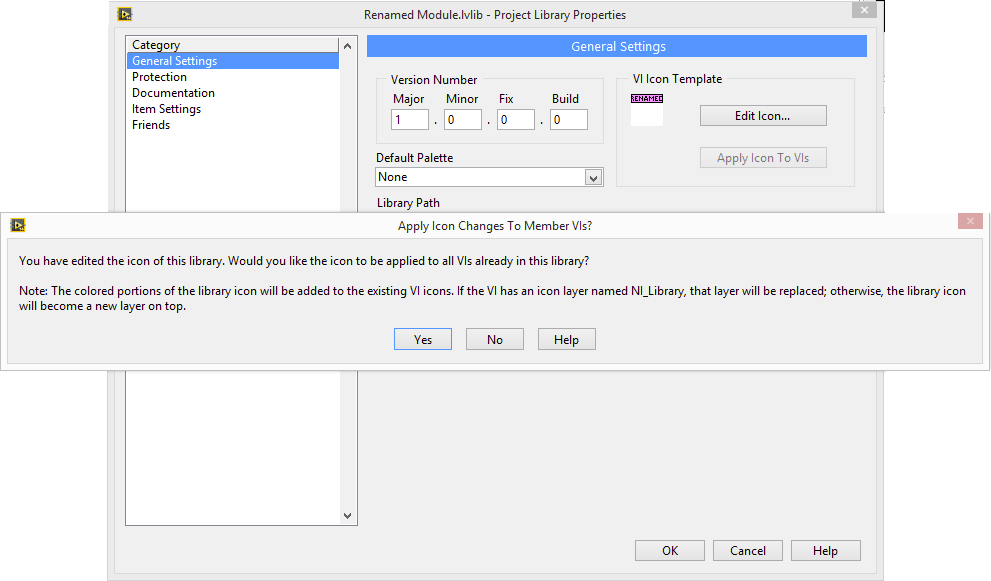 Renamed Module.lvlib - Project Library Properties
Category
General Settings
Protection
Documentation
Item Settings
Friends
General Settings
Version Number
Major Minor Fix Build
1 . 0 . 0 . 0
Default Palette
None
Library Path
VI Icon Template
RENAMED
Edit Icon...
Apply Icon To VIs
Apply Icon Changes To Member VIs?
You have edited the icon of this library. Would you like the icon to be applied to all VIs already in this library?
Note: The colored portions of the library icon will be added to the existing VI icons. If the VI has an icon layer named NI_Library, that layer will be replaced; otherwise, the library icon
will become a new layer on top.
Yes No Help
OK Cancel Help